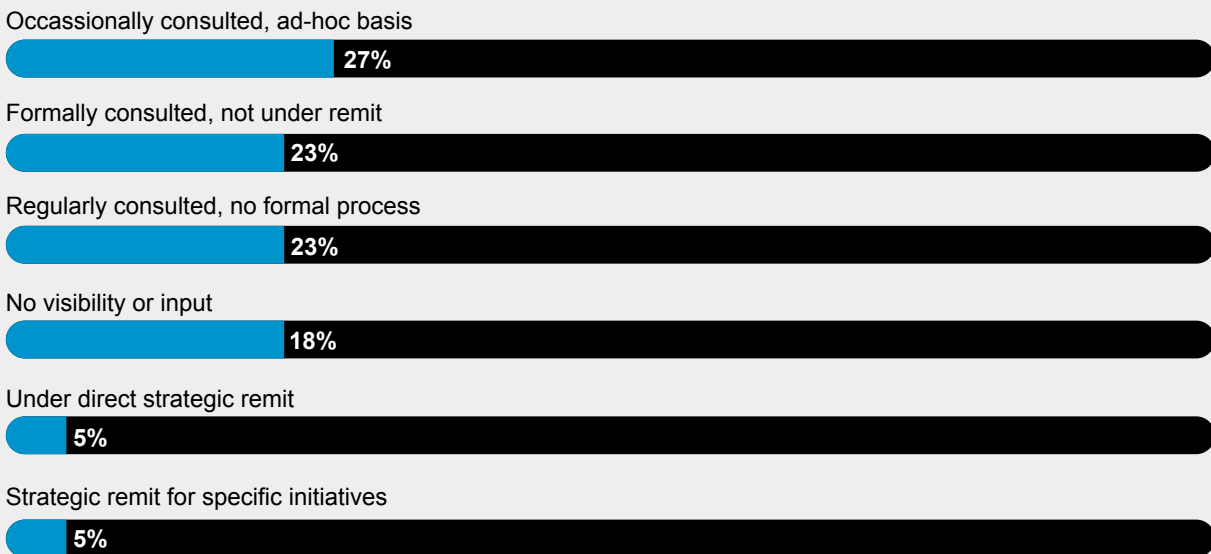 Occassionally consulted, ad-hoc basis
27%
Formally consulted, not under remit
23%
Regularly consulted, no formal process
23%
No visibility or input
18%
Under direct strategic remit
5%
Strategic remit for specific initiatives
5%